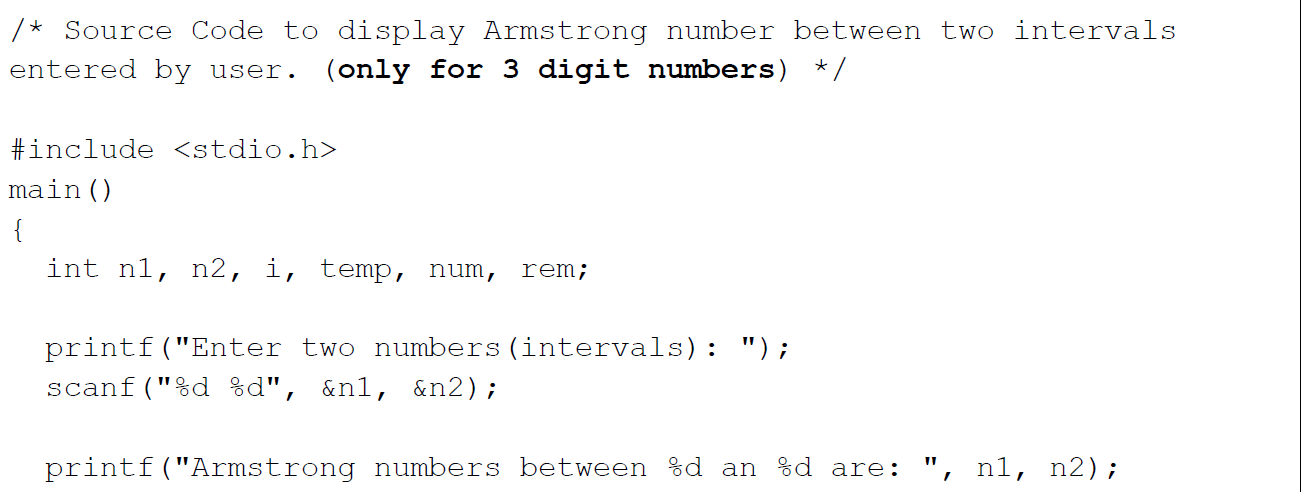 /* Source Code to display Armstrong number between two intervals
entered by user. (only for 3 digit numbers) */
#include <stdio.h>
main()
{
int n1, n2, i, temp, num, rem;
printf("Enter two numbers(intervals): ");
scanf("%d %d", &n1, &n2);
printf("Armstrong numbers between %d an %d are: ", n1, n2);